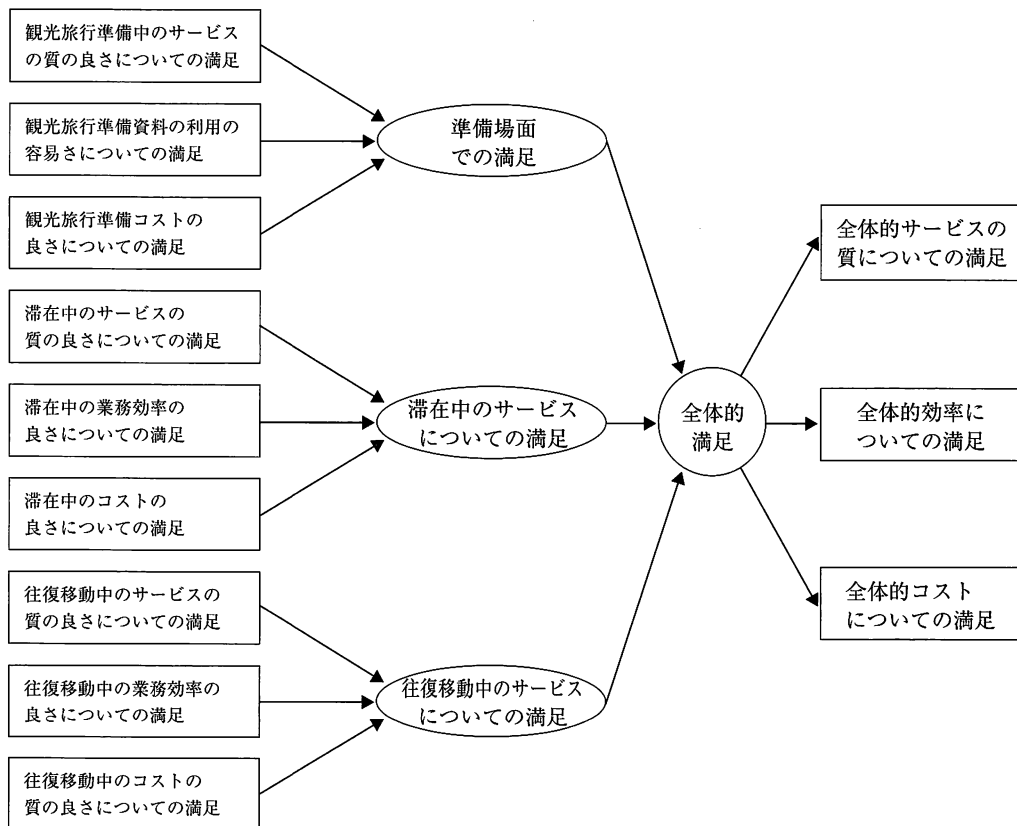 観光旅行準備中のサービス
の質の良さについての満足
観光旅行準備資料の利用の
容易さについての満足
観光旅行準備コストの
良さについての満足
滞在中のサービスの
質の良さについての満足
滞在中の業務効率の
良さについての満足
滞在中のコストの
良さについての満足
往復移動中のサービスの
質の良さについての満足
往復移動中の業務効率の
良さについての満足
往復移動中のコストの
質の良さについての満足
準備場面
での満足
滞在中のサービス
についての満足
往復移動中のサービス
についての満足
全体的
満足
全体的サービスの
質についての満足
全体的効率に
ついての満足
全体的コスト
についての満足